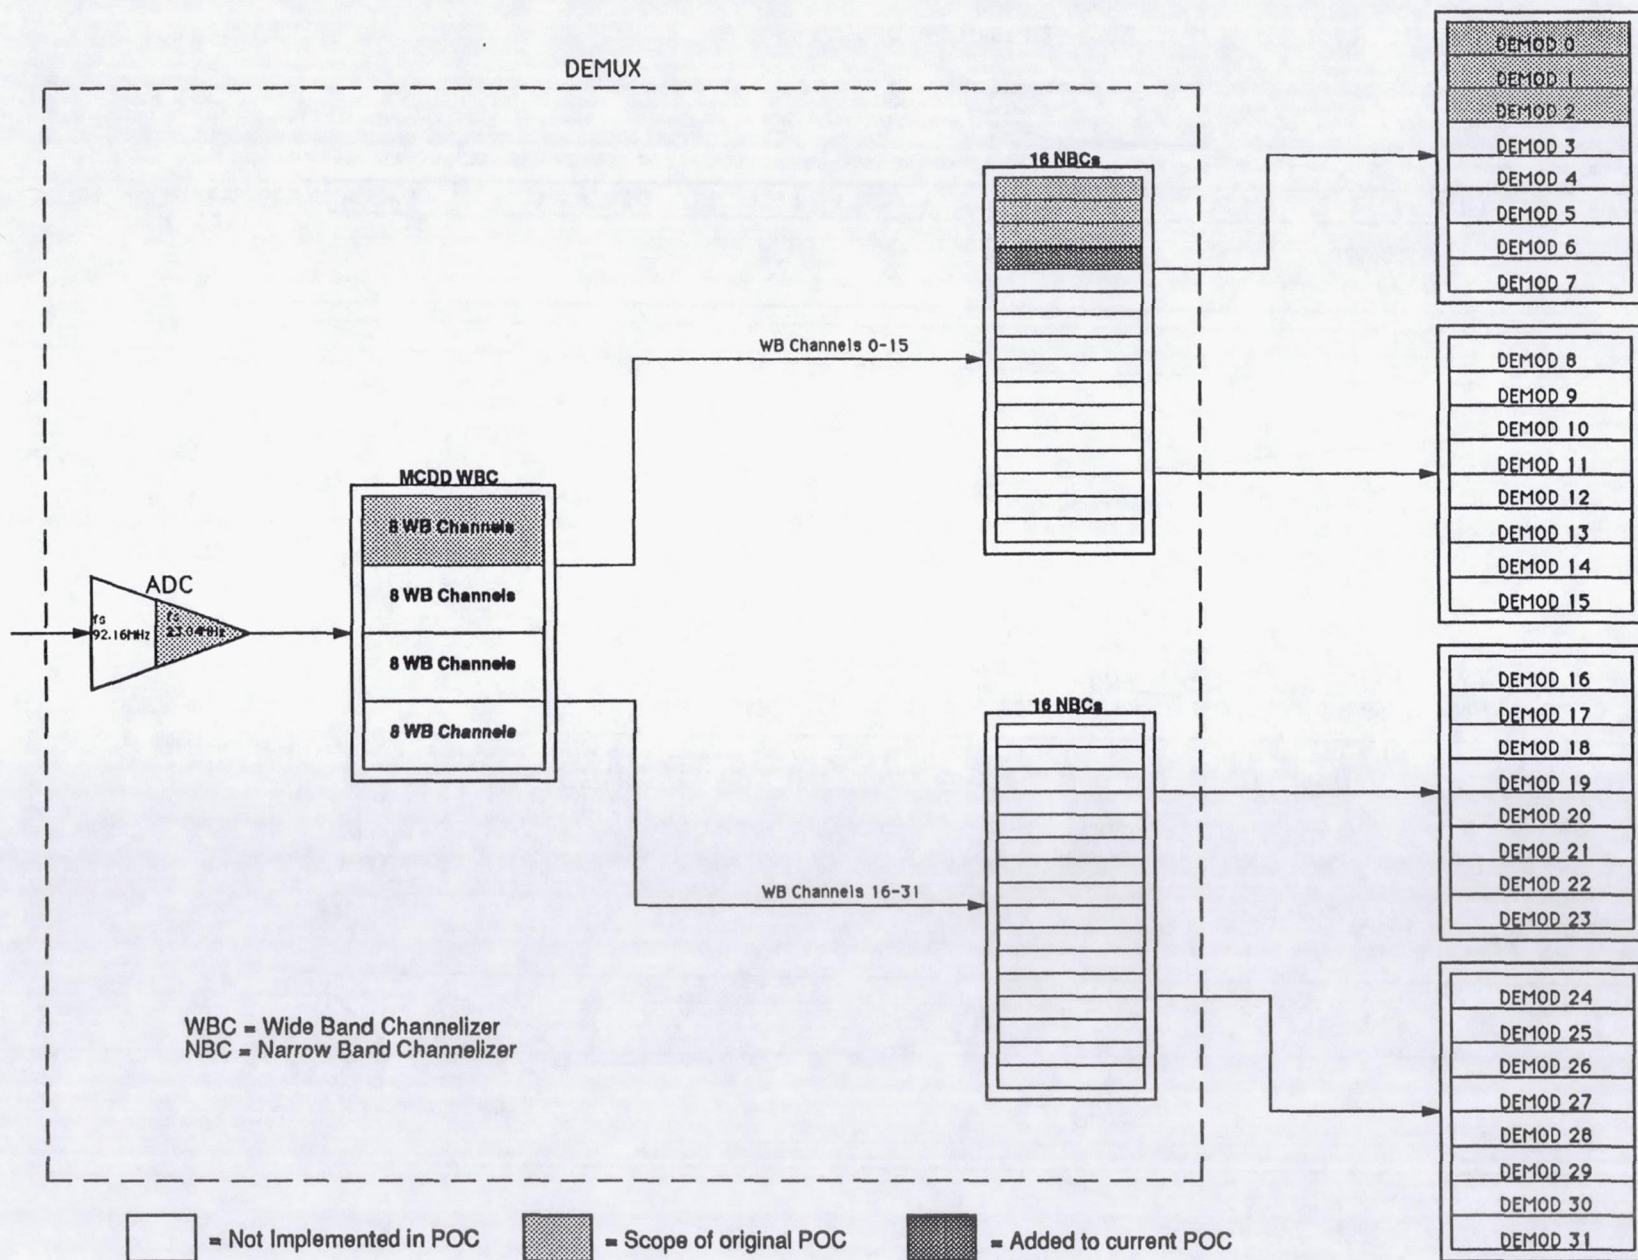 DEMUX
ADC
fs
92.16MHz
fs
23.04MHz
MCDD WBC
8 WB Channels
8 WB Channels
8 WB Channels
8 WB Channels
WB Channels 0-15
WB Channels 16-31
16 NBCs
16 NBCs
DEMOD 0
DEMOD 1
DEMOD 2
DEMOD 3
DEMOD 4
DEMOD 5
DEMOD 6
DEMOD 7
DEMOD 8
DEMOD 9
DEMOD 10
DEMOD 11
DEMOD 12
DEMOD 13
DEMOD 14
DEMOD 15
DEMOD 16
DEMOD 17
DEMOD 18
DEMOD 19
DEMOD 20
DEMOD 21
DEMOD 22
DEMOD 23
DEMOD 24
DEMOD 25
DEMOD 26
DEMOD 27
DEMOD 28
DEMOD 29
DEMOD 30
DEMOD 31
WBC = Wide Band Channelizer
NBC = Narrow Band Channelizer
= Not Implemented in POC
= Scope of original POC
= Added to current POC